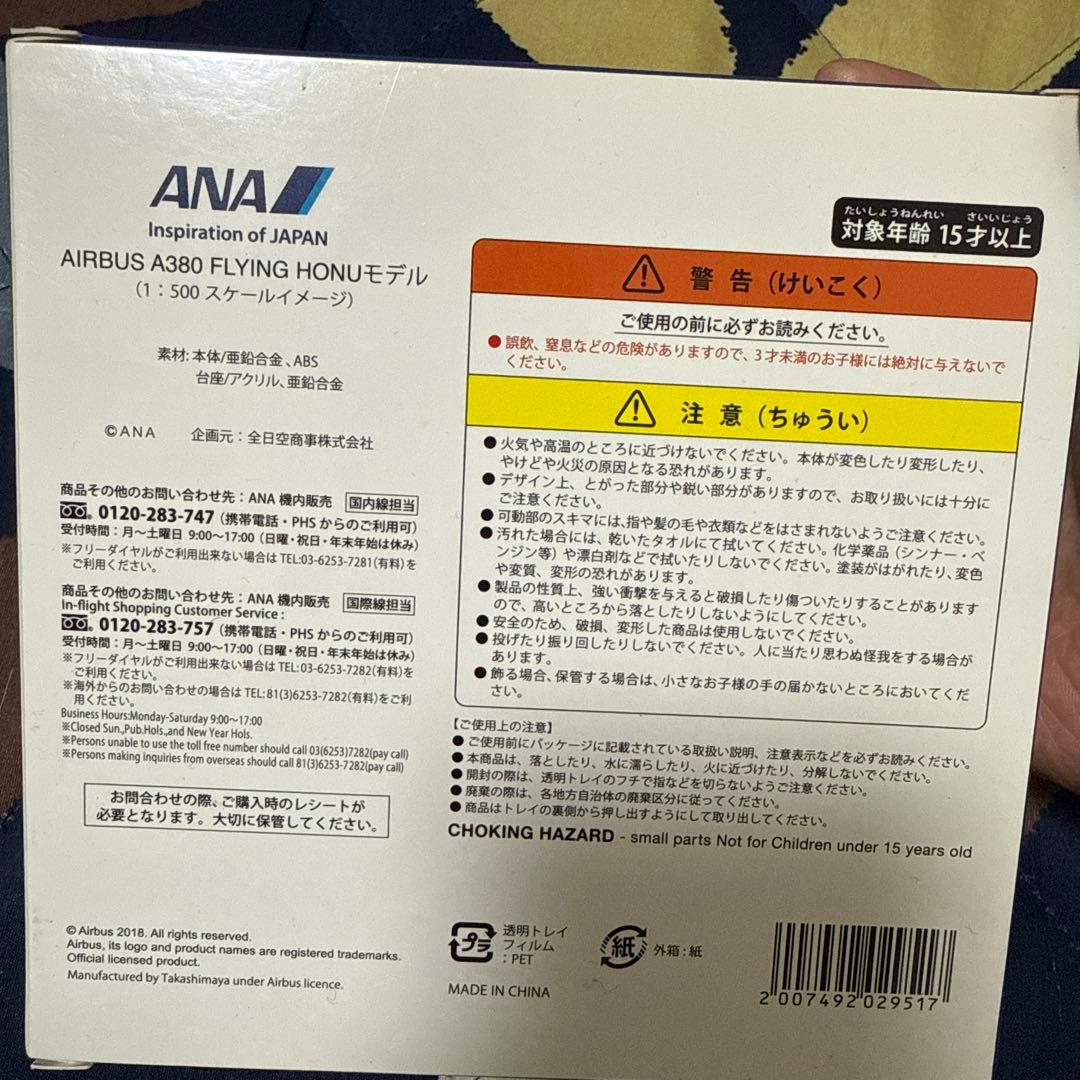 ANA
Inspiration of JAPAN
AIRBUS A380 FLYING HONUモデル
(1：500 スケールイメージ)
素材：本体/亜鉛合金、ABS
台座/アクリル、亜鉛合金
©ANA 企画元：全日空商事株式会社
商品その他のお問い合わせ先：ANA 機内販売 国内線担当
0120-283-747 (携帯電話・PHS からのご利用可)
受付時間：月〜土曜日 9:00〜17:00 (日曜・祝日・年末年始は休み)
※フリーダイヤルがご利用出来ない場合は TEL:03-6253-7281(有料)を
ご利用ください。
商品その他のお問い合わせ先：ANA 機内販売 国際線担当
In-flight Shopping Customer Service :
0120-283-757 (携帯電話・PHS からのご利用可)
受付時間：月〜土曜日 9:00〜17:00 (日曜・祝日・年末年始は休み)
※フリーダイヤルがご利用出来ない場合は TEL:03-6253-7282(有料)を
ご利用ください。
※海外からのお問い合わせの場合は TEL:81(3)6253-7282(有料)をご利
用ください。
Business Hours:Monday-Saturday 9:00〜17:00
※Closed Sun.,Pub.Hols.,and New Year Hols.
※Persons unable to use the toll free number should call 03(6253)7282(pay call)
※Persons making inquiries from overseas should call 81(3)6253-7282(pay call)
お問合わせの際、ご購入時のレシートが
必要となります。大切に保管してください。
© Airbus 2018. All rights reserved.
Airbus, its logo and product names are registered trademarks.
Official licensed product.
Manufactured by Takashimaya under Airbus licence.
たいしょうねんれい さいいじょう
対象年齢 15才以上
警 告 (けいこく)
ご使用の前に必ずお読みください。
●誤飲、窒息などの危険がありますので、3才未満のお子様には絶対に与えないで
ください。
注 意 (ちゅうい)
●火気や高温のところに近づけないでください。本体が変色したり変形したり、
やけどや火災の原因となる恐れがあります。
●デザイン上、とがった部分や鋭い部分がありますので、お取り扱いには十分に
ご注意ください。
●可動部のスキマには、指や髪の毛や衣類などをはさまれないようご注意ください。
●汚れた場合には、乾いたタオルにて拭いてください。化学薬品（シンナー・ベ
ンジン等）や漂白剤などで拭いたりしないでください。塗装がはがれたり、変色
や変質、変形の恐れがあります。
●製品の性質上、強い衝撃を与えると破損したり傷ついたりすることがあります
ので、高いところから落としたりしないようにしてください。
●安全のため、破損、変形した商品は使用しないでください。
●投げたり振り回したりしないでください。人に当たり思わぬ怪我をする場合が
あります。
●飾る場合、保管する場合は、小さなお子様の手の届かないところにおいてくだ
さい。
【ご使用上の注意】
●ご使用前にパッケージに記載されている取扱い説明、注意表示などを必ずお読みください。
●本商品は、落としたり、水に濡らしたり、火に近づけたり、分解しないでください。
●開封の際は、透明トレイのフチで指などを切らないようご注意ください。
●廃棄の際は、各地方自治体の廃棄区分に従ってください。
●商品はトレイの裏側から押し出すようにして取り出してください。
CHOKING HAZARD - small parts Not for Children under 15 years old
プラ
透明トレイ
フィルム
：PET
紙
外箱：紙
MADE IN CHINA
2 007492 029517